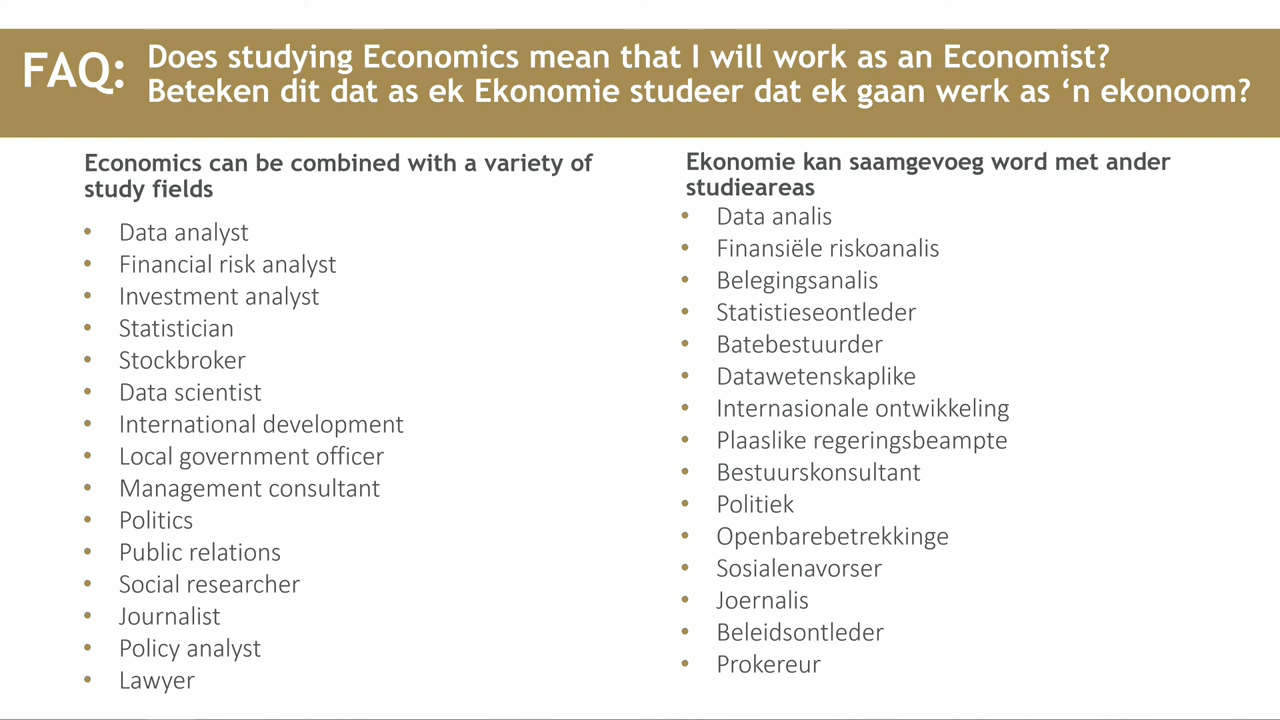 FAQ:
Does studying Economics mean that I will work as an Economist?
Beteken dit dat as ek Ekonomie studeer dat ek gaan werk as ‘n ekonoom?
Economics can be combined with a variety of
study fields
• Data analyst
• Financial risk analyst
• Investment analyst
• Statistician
• Stockbroker
• Data scientist
• International development
• Local government officer
• Management consultant
• Politics
• Public relations
• Social researcher
• Journalist
• Policy analyst
• Lawyer
Ekonomie kan saamgevoeg word met ander
studieareas
• Data analis
• Finansiële riskoanalis
• Belegingsanalis
• Statistieseontleder
• Batebestuurder
• Datawetenskaplike
• Internasionale ontwikkeling
• Plaaslike regeringsbeampte
• Bestuurskonsultant
• Politiek
• Openbarebetrekkinge
• Sosialenavorser
• Joernalis
• Beleidsontleder
• Prokereur